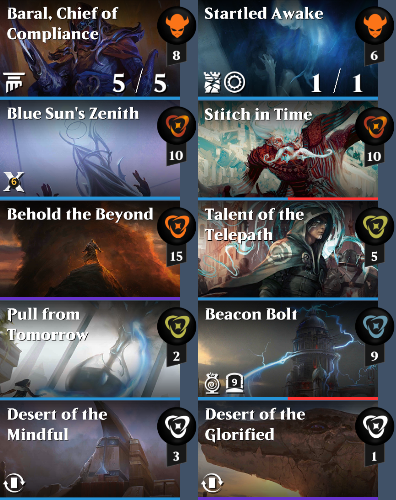 Baral, Chief of
Compliance
8
5 / 5
Startled Awake
6
1 / 1
Blue Sun's Zenith
10
X
6
Stitch in Time
10
Behold the Beyond
15
Talent of the
Telepath
5
Pull from
Tomorrow
2
Beacon Bolt
9
9
Desert of the
Mindful
3
Desert of the
Glorified
1